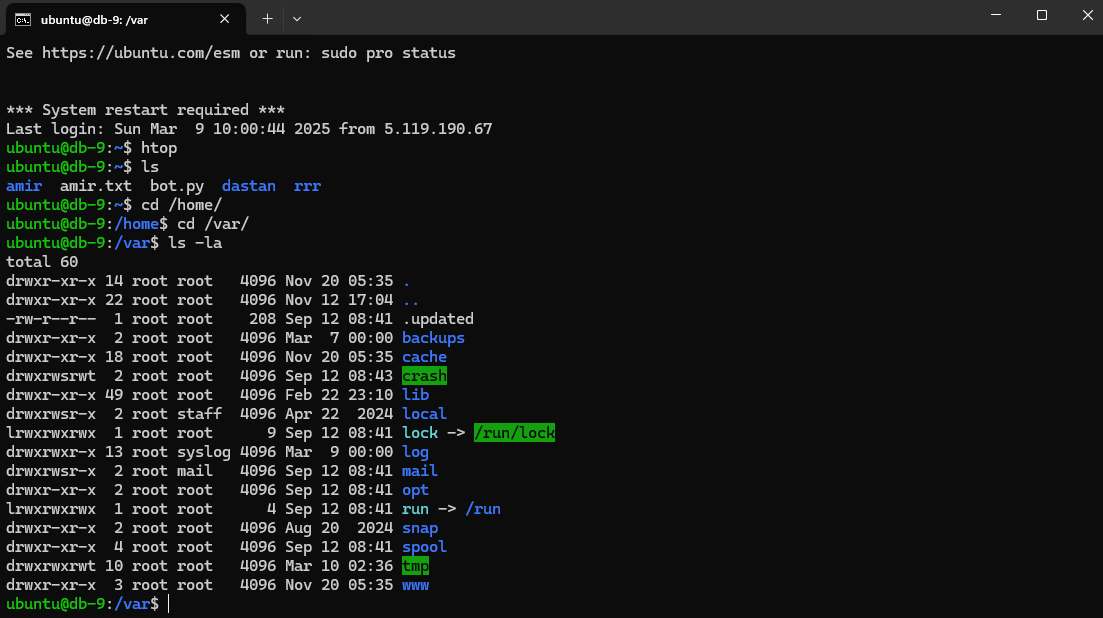 ubuntu@db-9: /var
See https://ubuntu.com/esm or run: sudo pro status
*** System restart required ***
Last login: Sun Mar  9 10:00:44 2025 from 5.119.190.67
ubuntu@db-9:~$ htop
ubuntu@db-9:~$ ls
amir  amir.txt  bot.py  dastan  rrr
ubuntu@db-9:~$ cd /home/
ubuntu@db-9:/home$ cd /var/
ubuntu@db-9:/var$ ls -la
total 60
drwxr-xr-x 14 root root   4096 Nov 20 05:35 .
drwxr-xr-x 22 root root   4096 Nov 12 17:04 ..
-rw-r--r--  1 root root    208 Sep 12 08:41 .updated
drwxr-xr-x  2 root root   4096 Mar  7 00:00 backups
drwxr-xr-x 18 root root   4096 Nov 20 05:35 cache
drwxrwsrwt  2 root root   4096 Sep 12 08:43 crash
drwxr-xr-x 49 root root   4096 Feb 22 23:10 lib
drwxrwsr-x  2 root staff  4096 Apr 22  2024 local
lrwxrwxrwx  1 root root      9 Sep 12 08:41 lock -> /run/lock
drwxrwxr-x 13 root syslog 4096 Mar  9 00:00 log
drwxrwsr-x  2 root mail   4096 Sep 12 08:41 mail
drwxr-xr-x  2 root root   4096 Sep 12 08:41 opt
lrwxrwxrwx  1 root root      4 Sep 12 08:41 run -> /run
drwxr-xr-x  2 root root   4096 Aug 20  2024 snap
drwxr-xr-x  4 root root   4096 Sep 12 08:41 spool
drwxrwxrwt 10 root root   4096 Mar 10 02:36 tmp
drwxr-xr-x  3 root root   4096 Nov 20 05:35 www
ubuntu@db-9:/var$